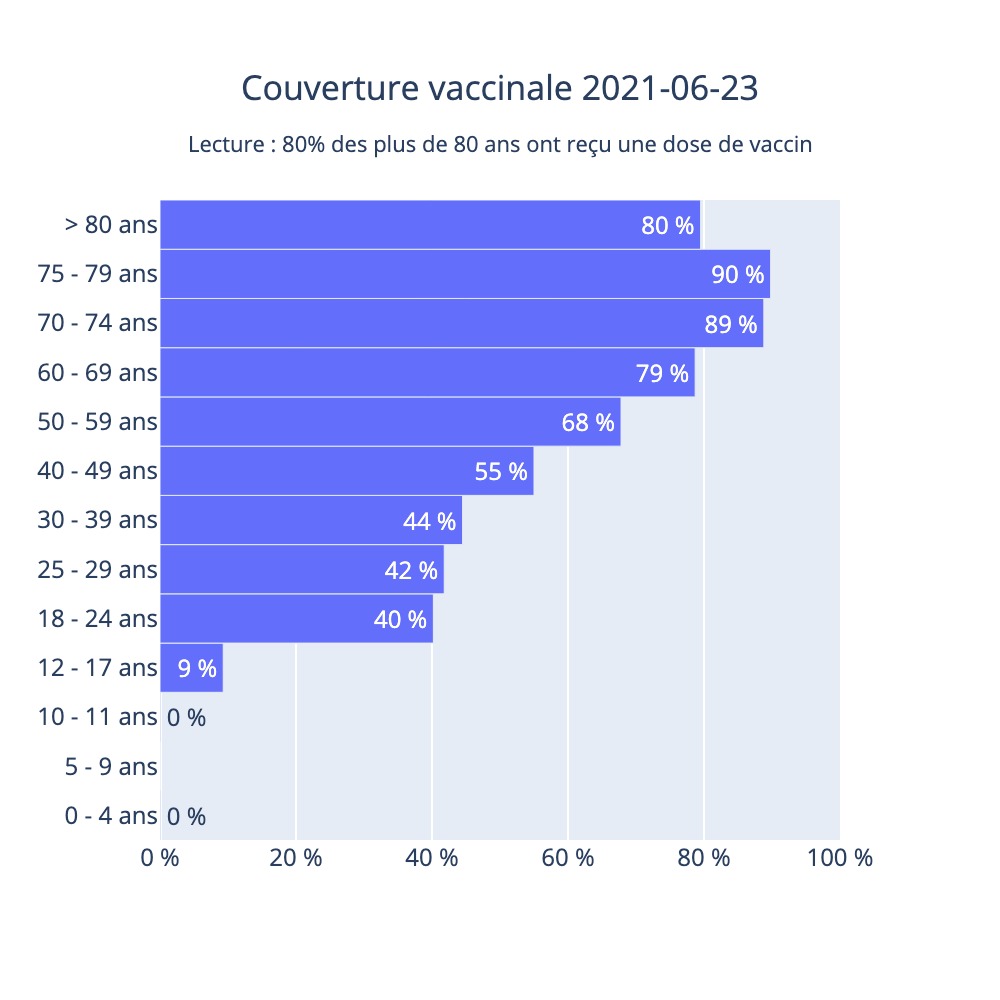 Couverture vaccinale 2021-06-23
Lecture : 80% des plus de 80 ans ont reçu une dose de vaccin
> 80 ans 80 %
75 - 79 ans 90 %
70 - 74 ans 89 %
60 - 69 ans 79 %
50 - 59 ans 68 %
40 - 49 ans 55 %
30 - 39 ans 44 %
25 - 29 ans 42 %
18 - 24 ans 40 %
12 - 17 ans 9 %
10 - 11 ans 0 %
5 - 9 ans
0 - 4 ans 0 %
0 % 20 % 40 % 60 % 80 % 100 %